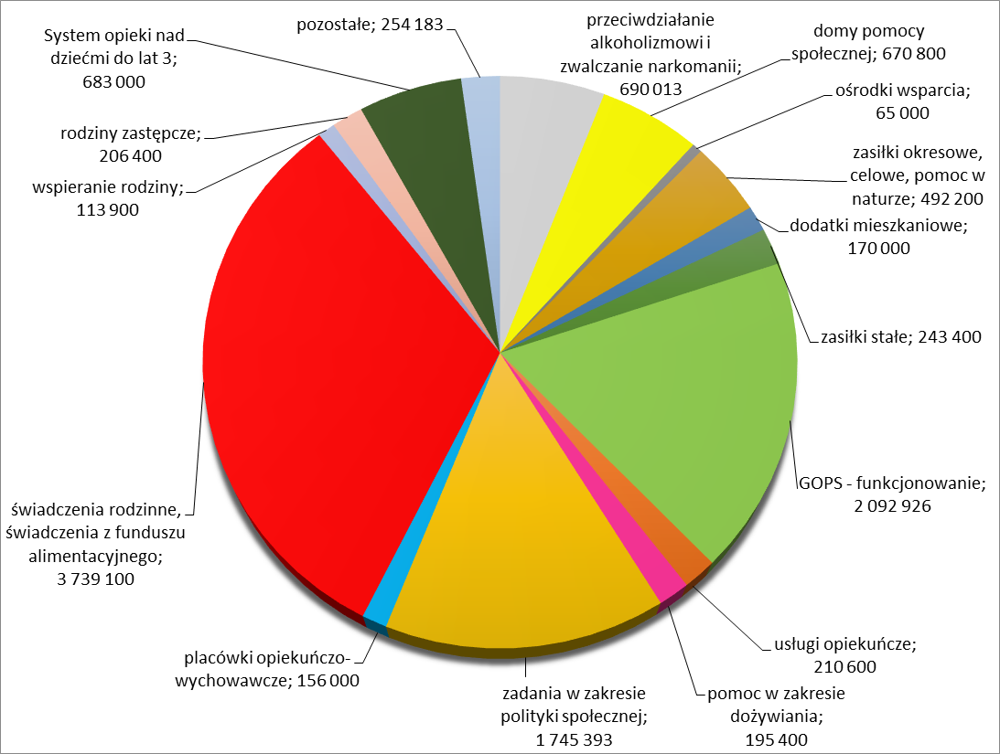 pozostałe; 254 183
przeciwdziałanie
alkoholizmowi i
zwalczanie narkomanii;
690 013
domy pomocy
społecznej; 670 800
ośrodki wsparcia;
65 000
zasiłki okresowe,
celowe, pomoc w
naturze; 492 200
dodatki mieszkaniowe;
170 000
zasiłki stałe; 243 400
GOPS - funkcjonowanie;
2 092 926
usługi opiekuńcze;
210 600
pomoc w zakresie
dożywiania;
195 400
zadania w zakresie
polityki społecznej;
1 745 393
placówki opiekuńczo-
wychowawcze; 156 000
świadczenia rodzinne,
świadczenia z funduszu
alimentacyjnego;
3 739 100
wspieranie rodziny;
113 900
rodziny zastępcze;
206 400
System opieki nad
dziećmi do lat 3;
683 000